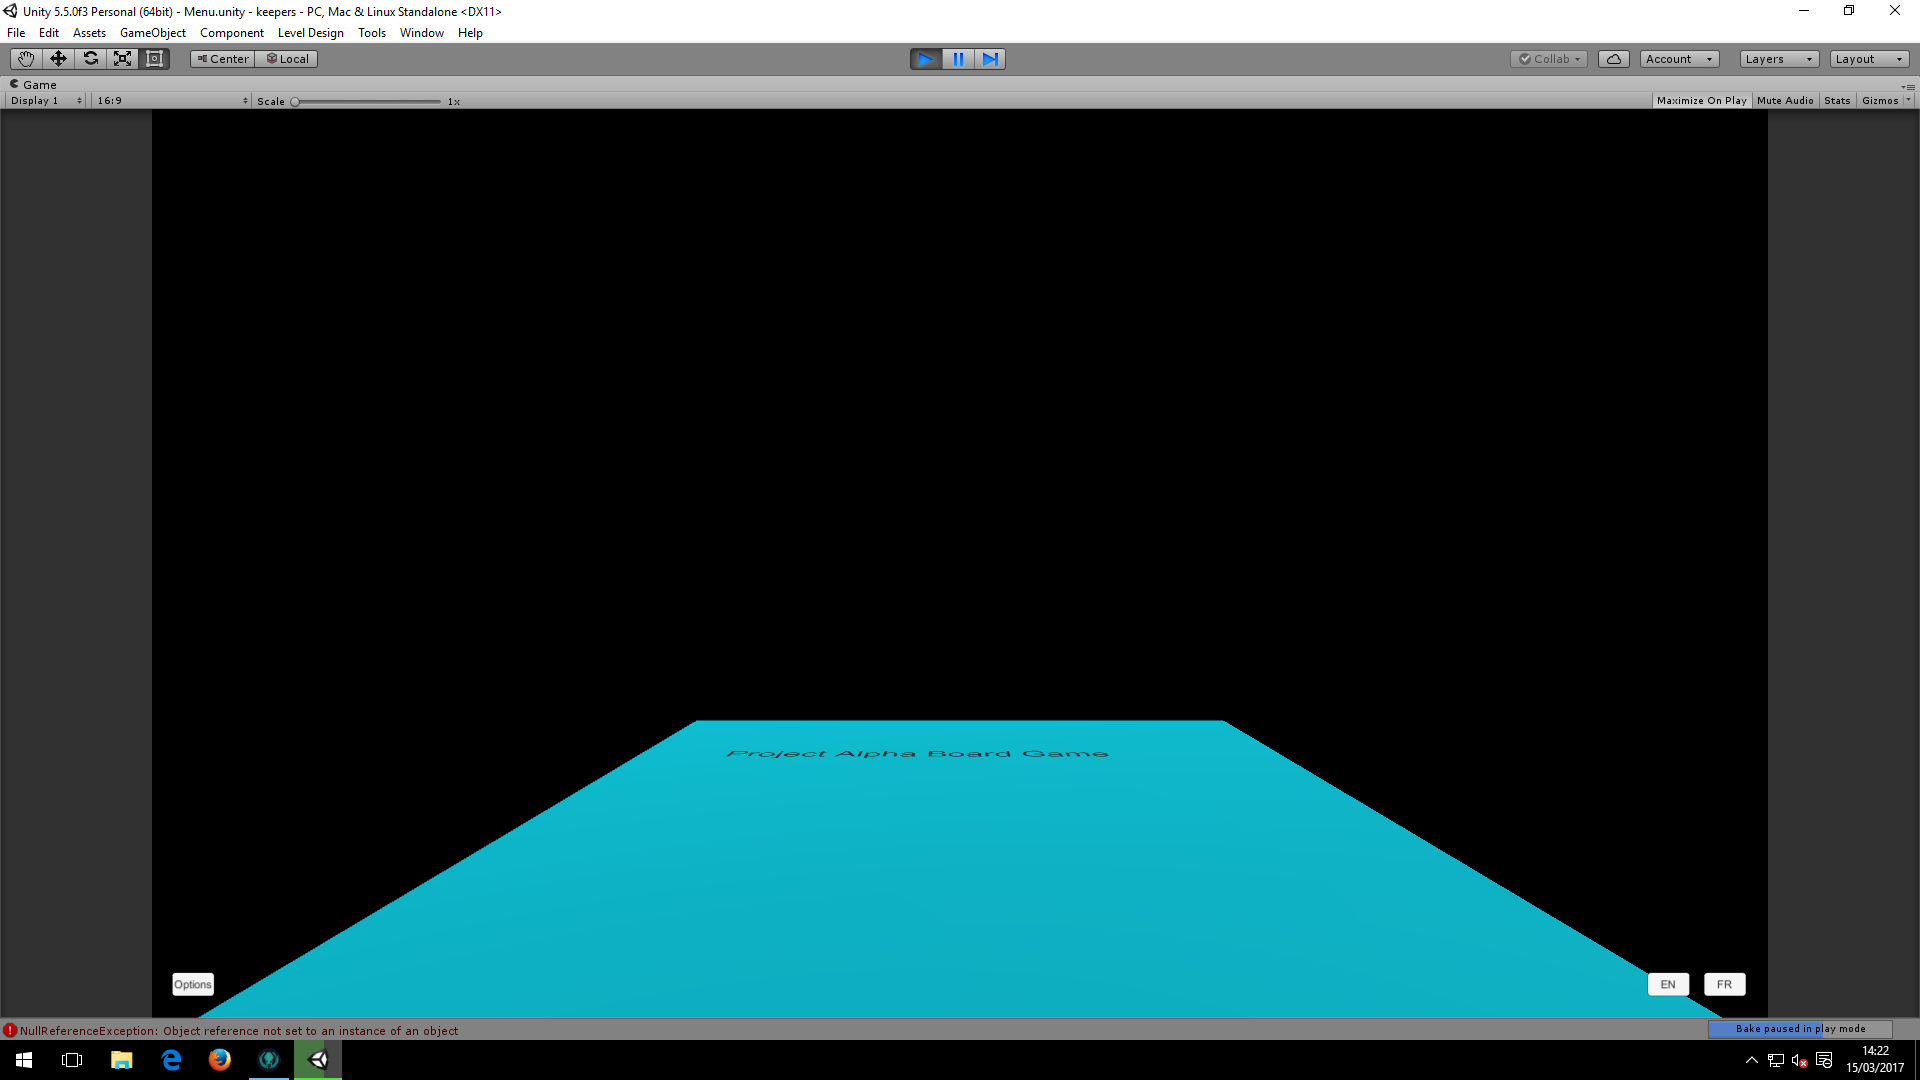 Unity 5.5.0f3 Personal (64bit) - Menu.unity - keepers - PC, Mac & Linux Standalone <DX11>
File Edit Assets GameObject Component Level Design Tools Window Help
Center Local Collab Account Layers Layout
Game
Display 1 16:9 Scale 1x Maximize On Play Mute Audio Stats Gizmos
Project Alpha Board Game
Options EN FR
NullReferenceException: Object reference not set to an instance of an object Bake paused in play mode
14:22
15/03/2017